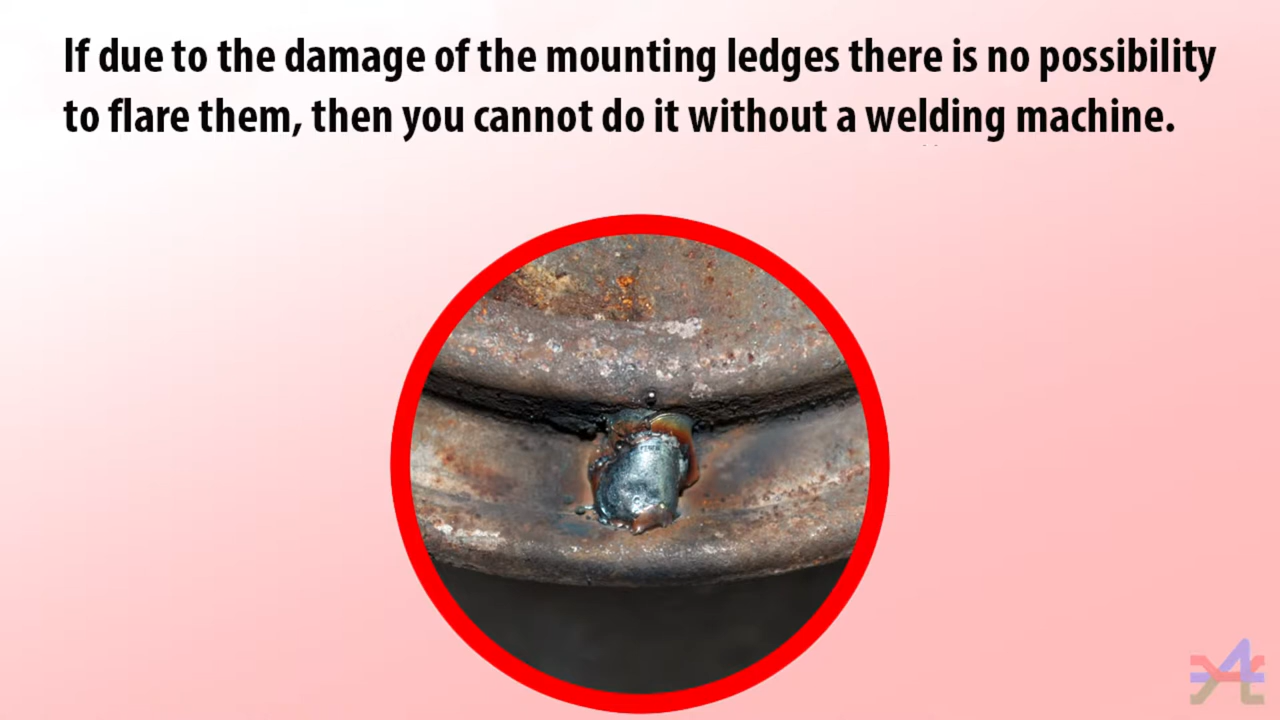 If due to the damage of the mounting ledges there is no possibility
to flare them, then you cannot do it without a welding machine.